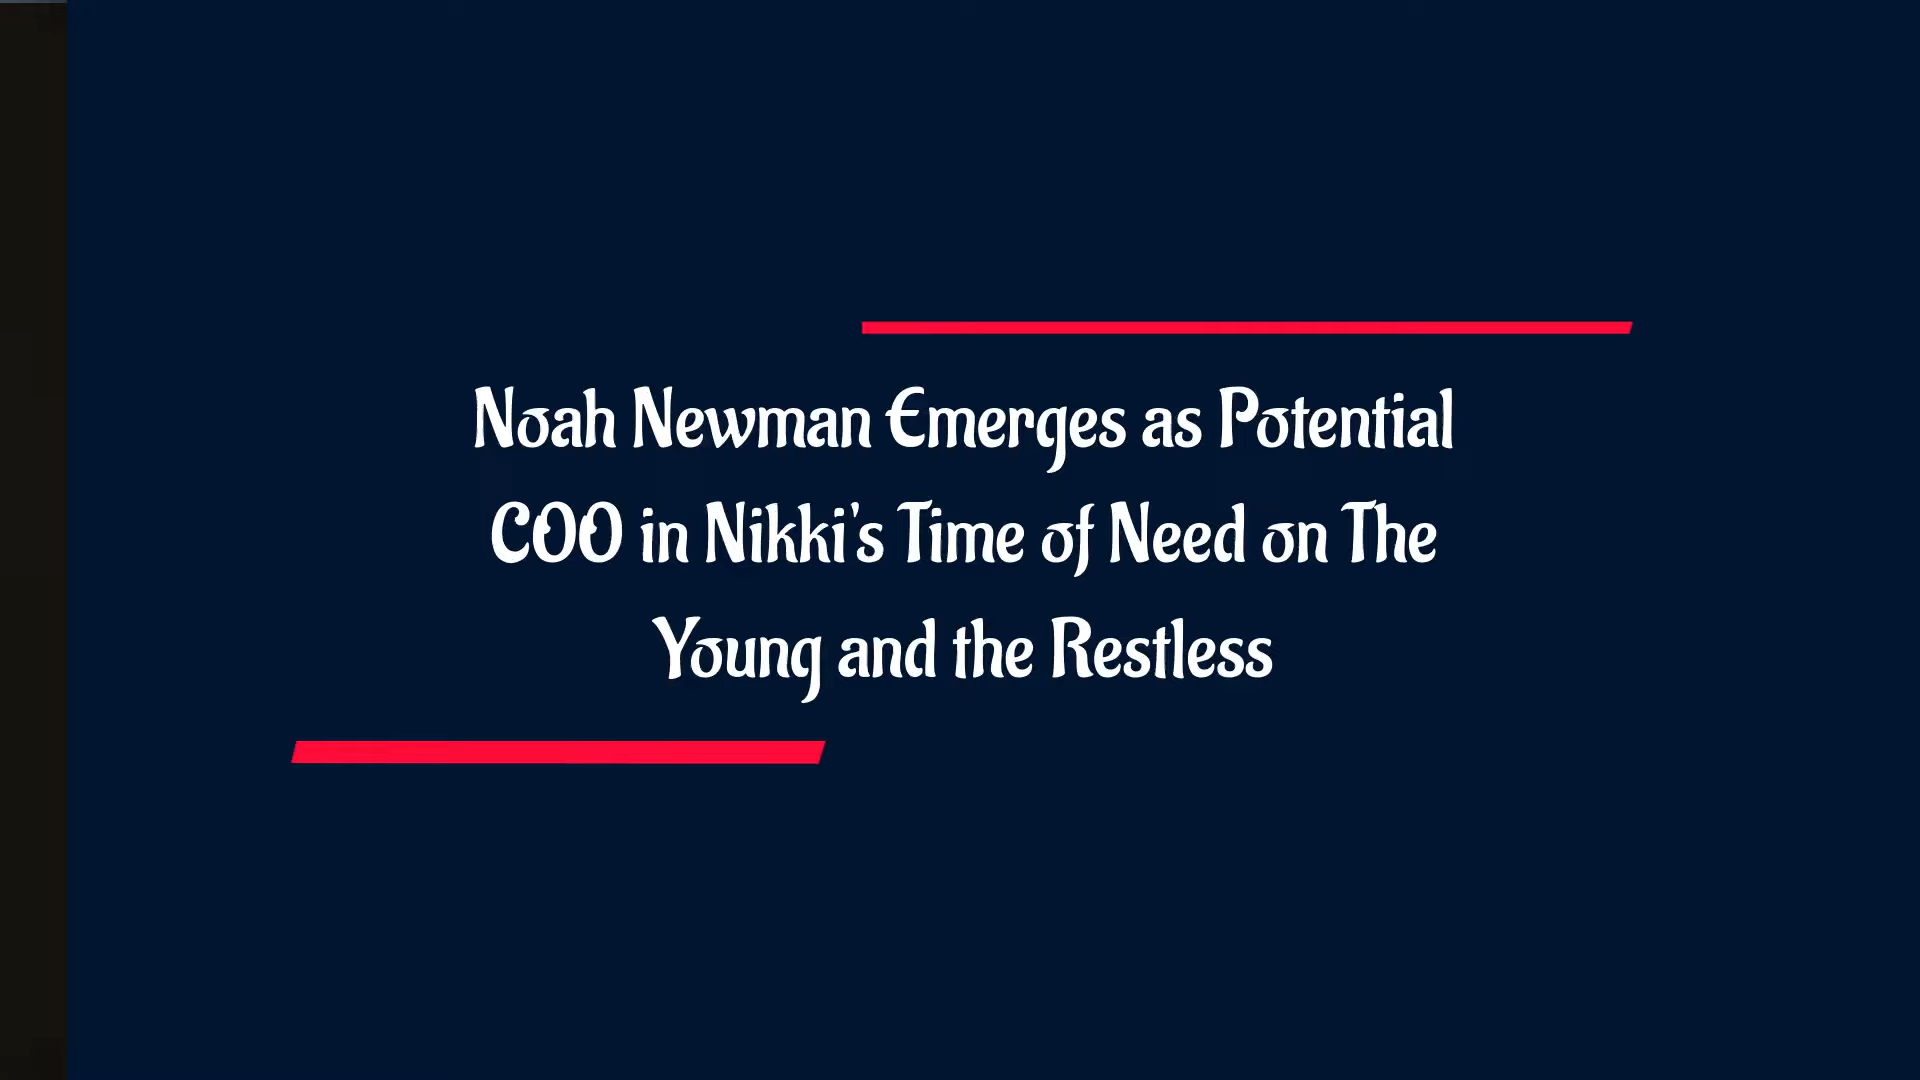 Noah Newman Emerges as Potential
COO in Nikki's Time of Need on The
Young and the Restless